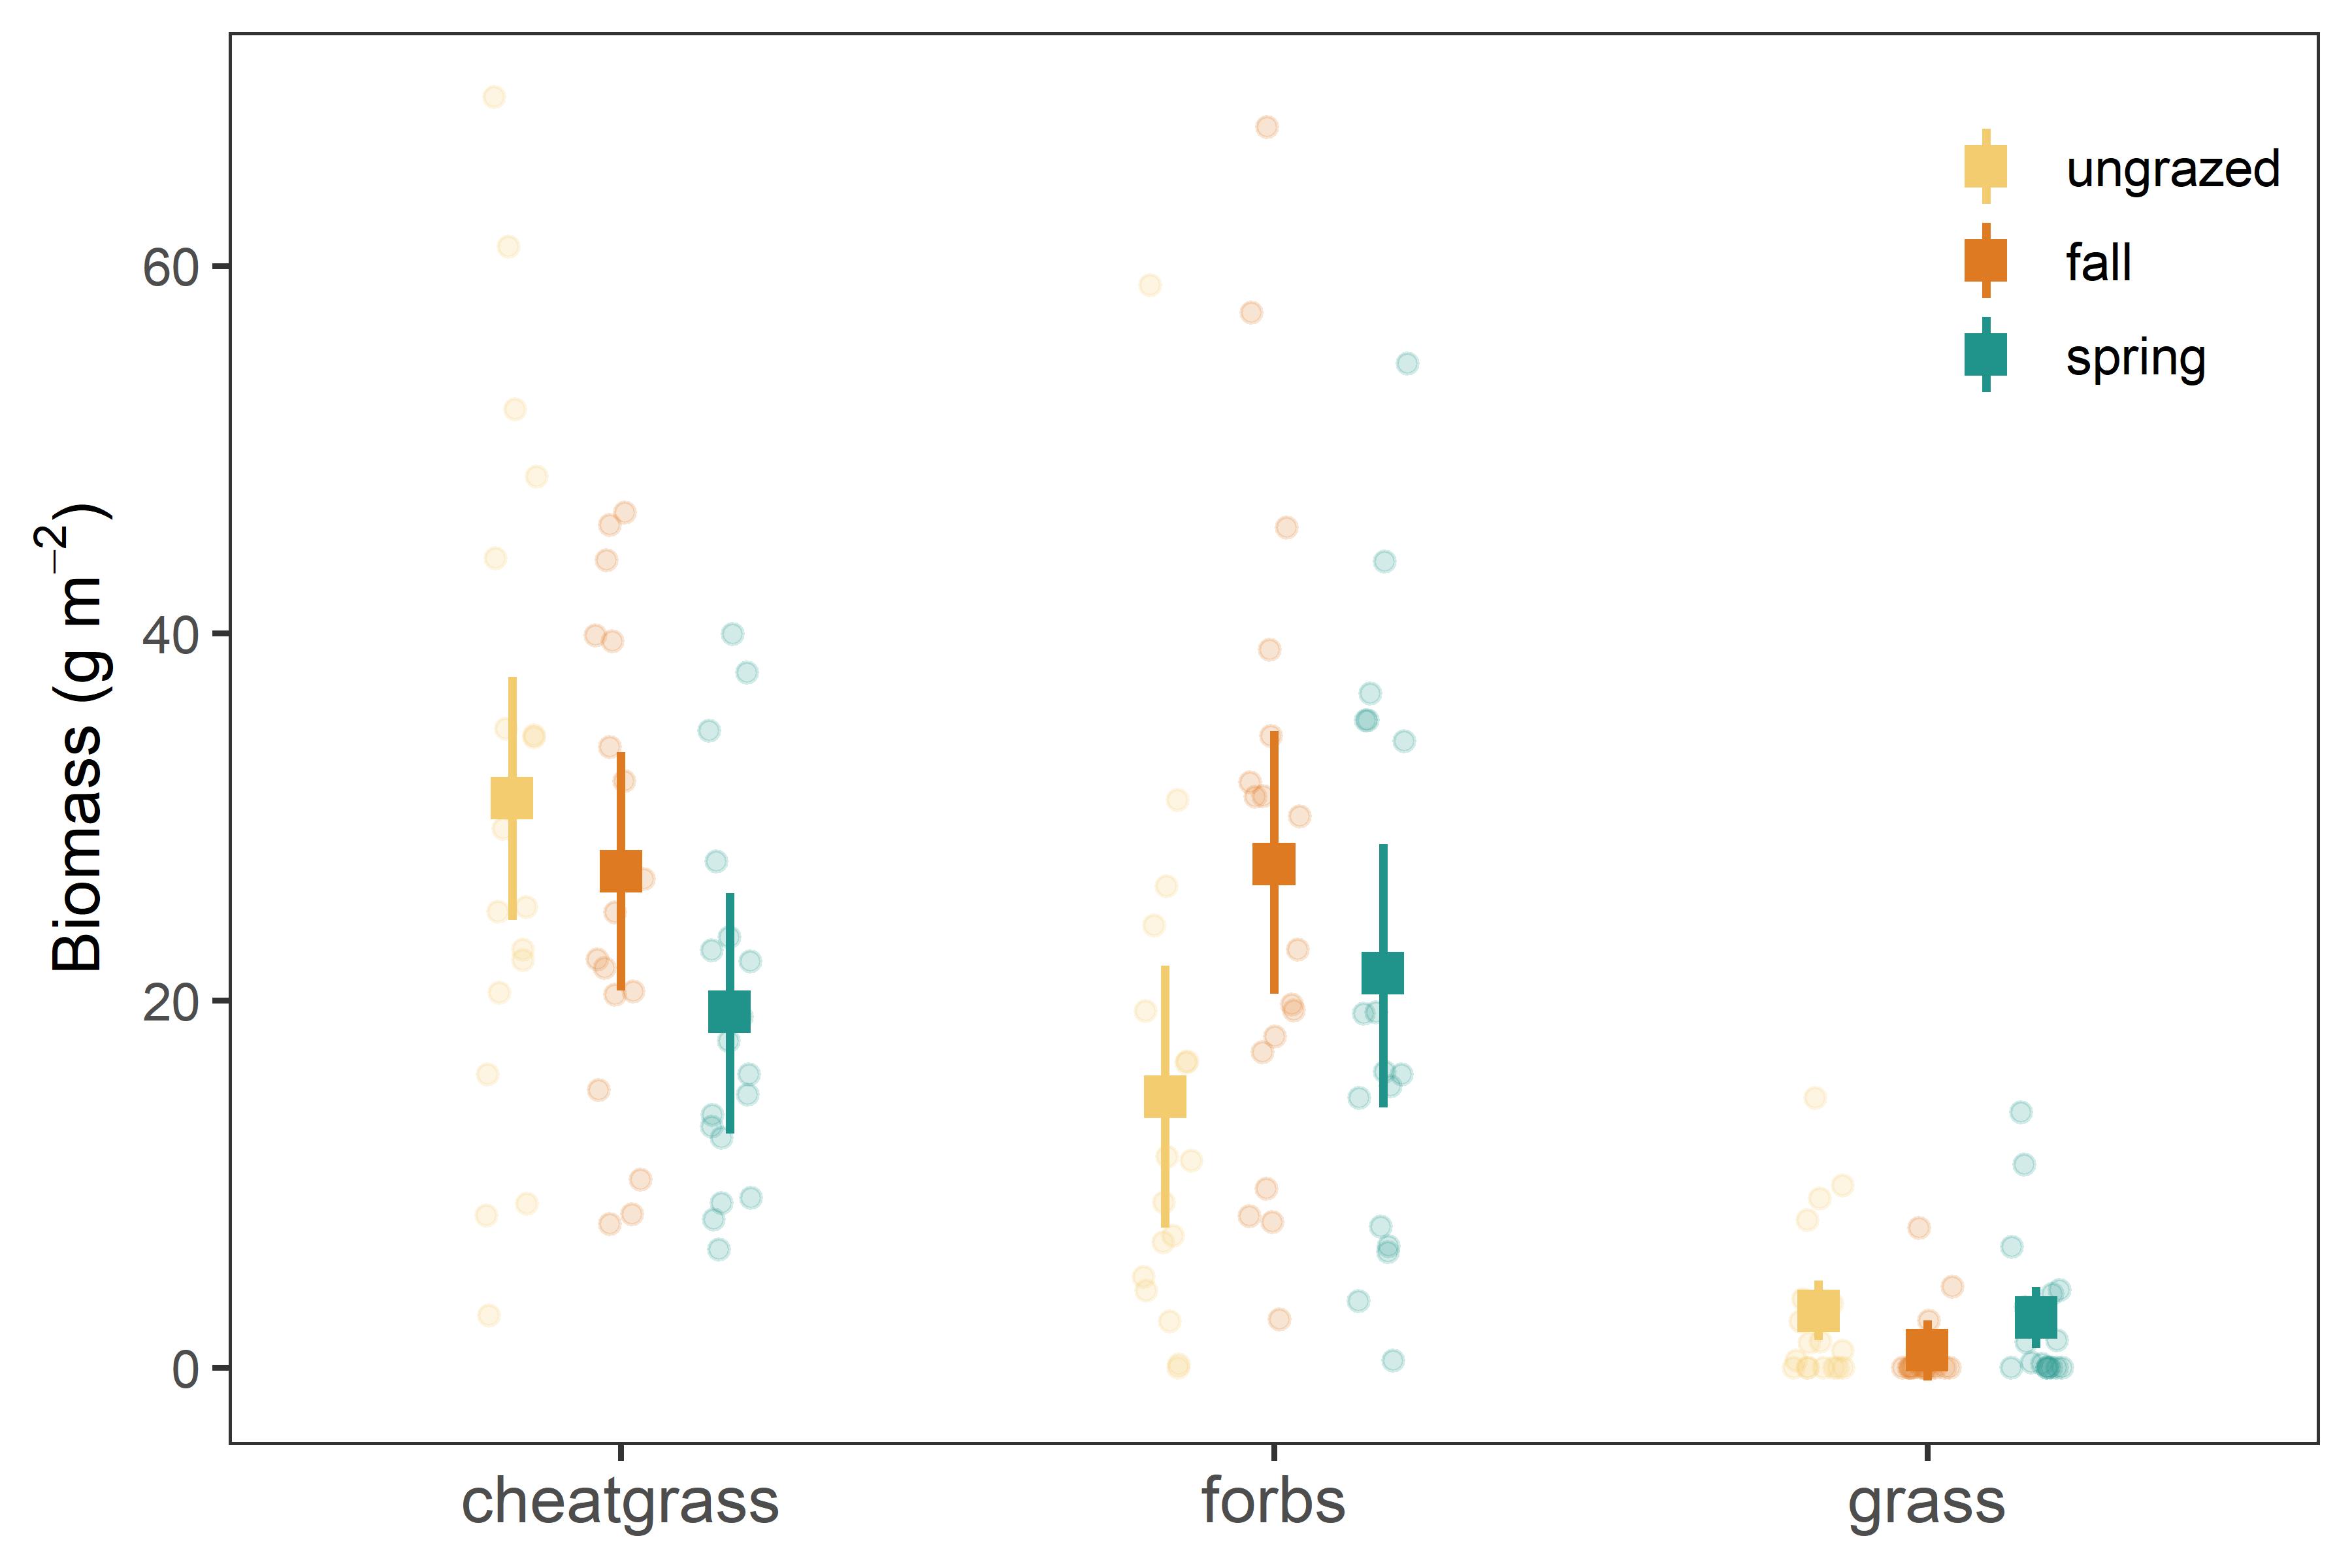 ungrazed
fall
spring
60
40
20
0
Biomass (g m⁻²)
cheatgrass forbs grass